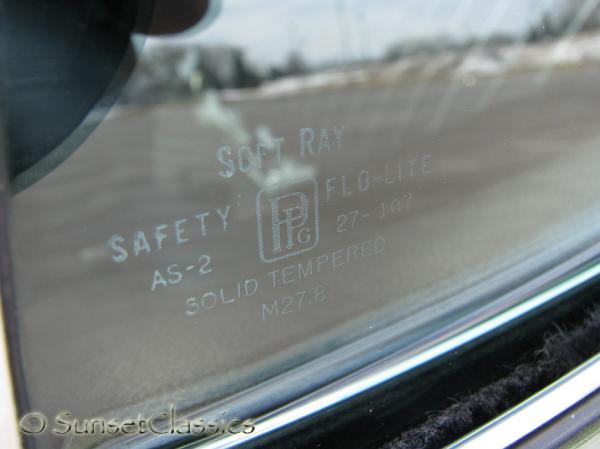 SOFT RAY
SAFETY PPG FLO-LITE
AS-2 27-107
SOLID TEMPERED
M27.8
© SunsetClassics